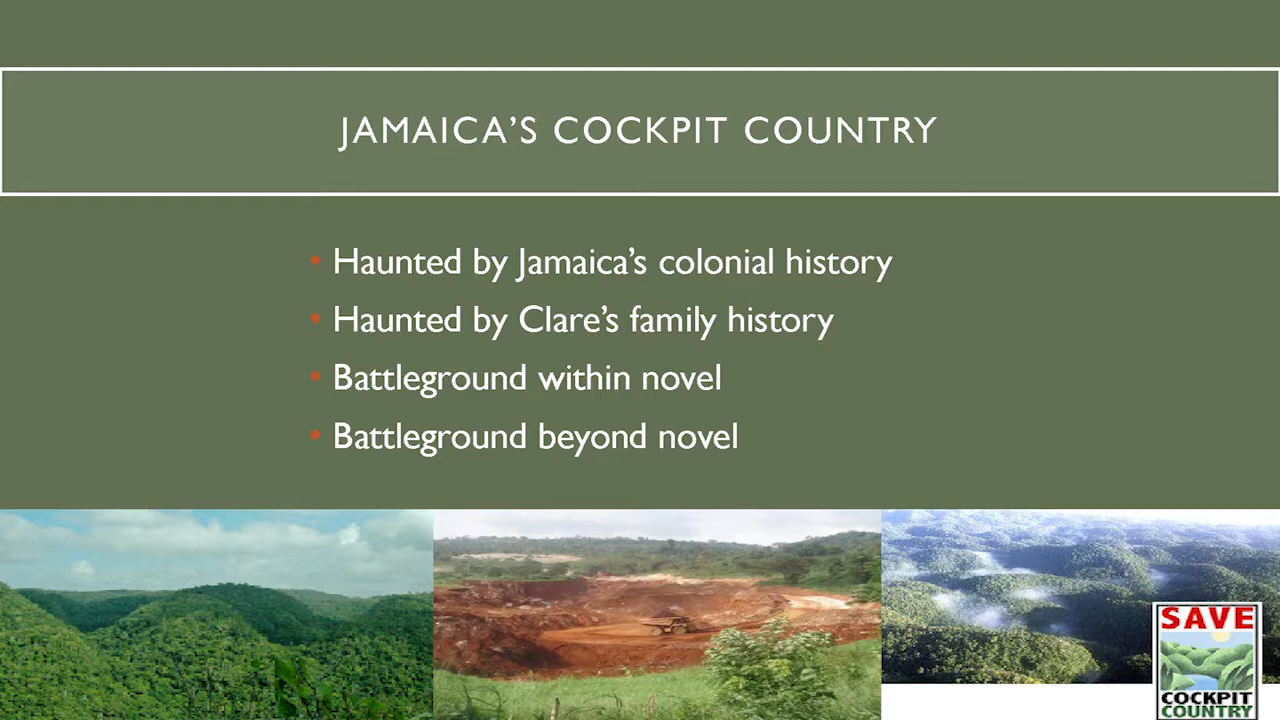 JAMAICA’S COCKPIT COUNTRY
• Haunted by Jamaica’s colonial history
• Haunted by Clare’s family history
• Battleground within novel
• Battleground beyond novel
SAVE
COCKPIT
COUNTRY